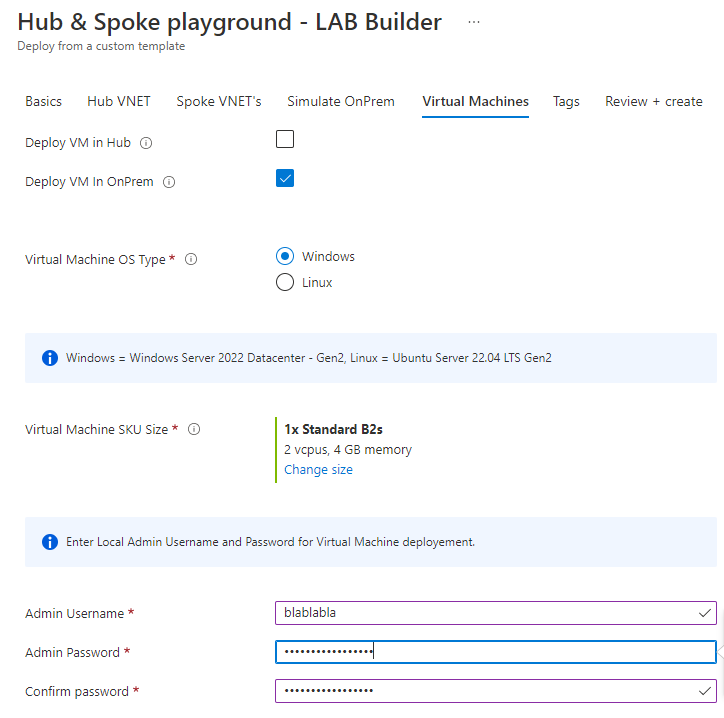 Hub & Spoke playground - LAB Builder ...
Deploy from a custom template
Basics Hub VNET Spoke VNET's Simulate OnPrem Virtual Machines Tags Review + create
Deploy VM in Hub
Deploy VM In OnPrem
Virtual Machine OS Type *
Windows
Linux
Windows = Windows Server 2022 Datacenter - Gen2, Linux = Ubuntu Server 22.04 LTS Gen2
Virtual Machine SKU Size *
1x Standard B2s
2 vcpus, 4 GB memory
Change size
Enter Local Admin Username and Password for Virtual Machine deployement.
Admin Username * blablabla
Admin Password * •••••••••••••••••
Confirm password * •••••••••••••••••